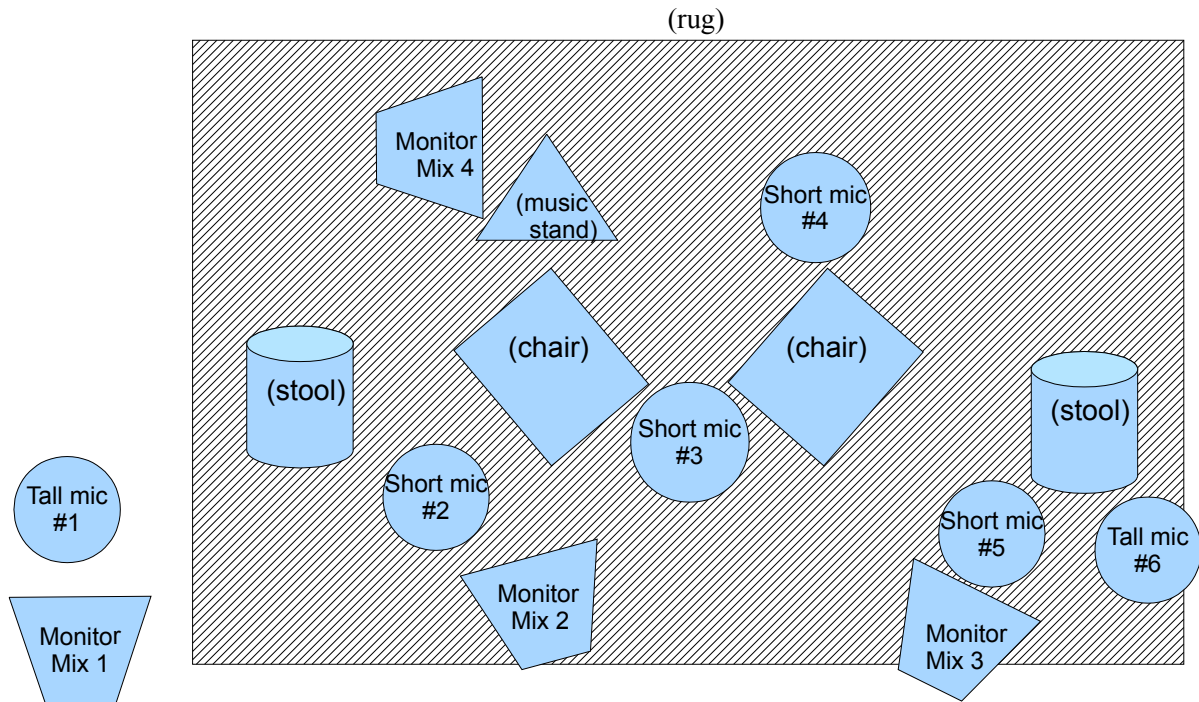 (rug)
Monitor
Mix 4
(music
stand)
Short mic
#4
(chair)
(chair)
(stool)
(stool)
Short mic
#3
Short mic
#2
Tall mic
#1
Short mic
#5
Tall mic
#6
Monitor
Mix 2
Monitor
Mix 1
Monitor
Mix 3